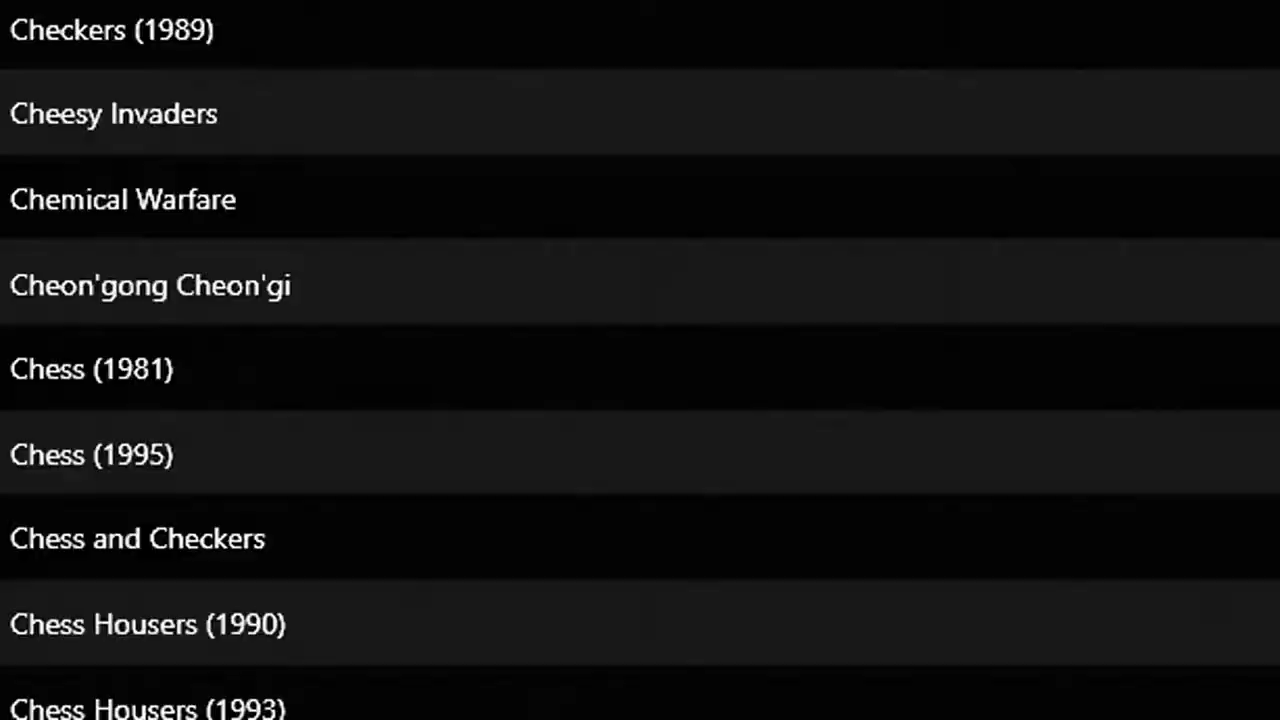 Checkers (1989)
Cheesy Invaders
Chemical Warfare
Cheon'gong Cheon'gi
Chess (1981)
Chess (1995)
Chess and Checkers
Chess Housers (1990)
Chess Housers (1993)